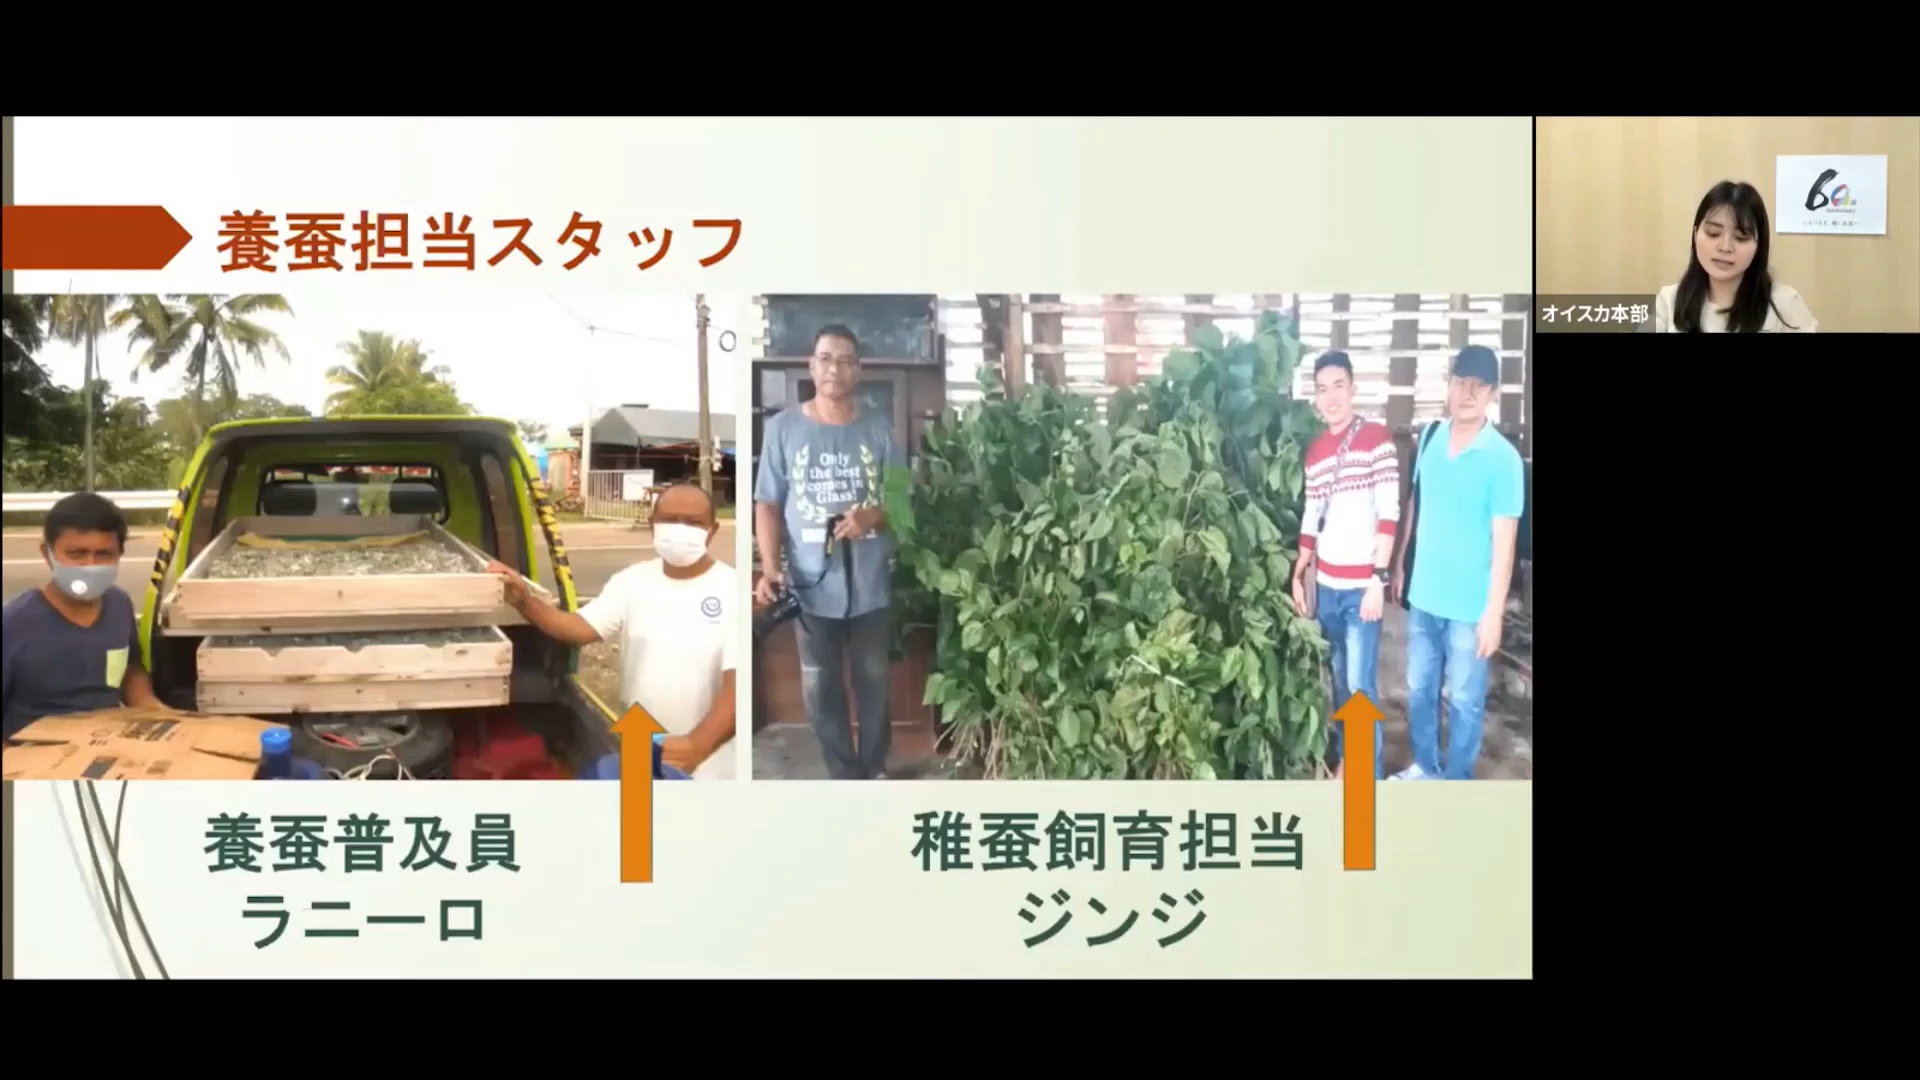 養蚕担当スタッフ
Only
the best
comes in
Glass!
養蚕普及員
ラニーロ
稚蚕飼育担当
ジンジ
60th
Anniversary
オイスカ本部